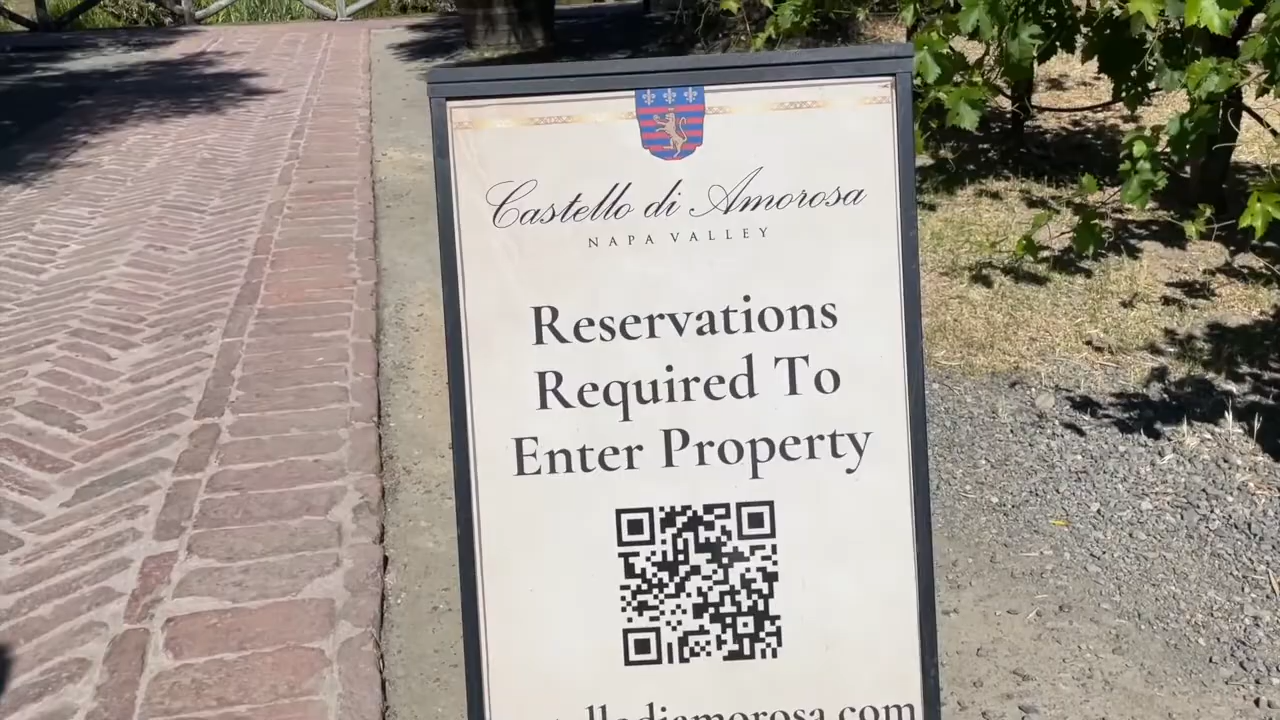 Castello di Amorosa
NAPA VALLEY
Reservations
Required To
Enter Property